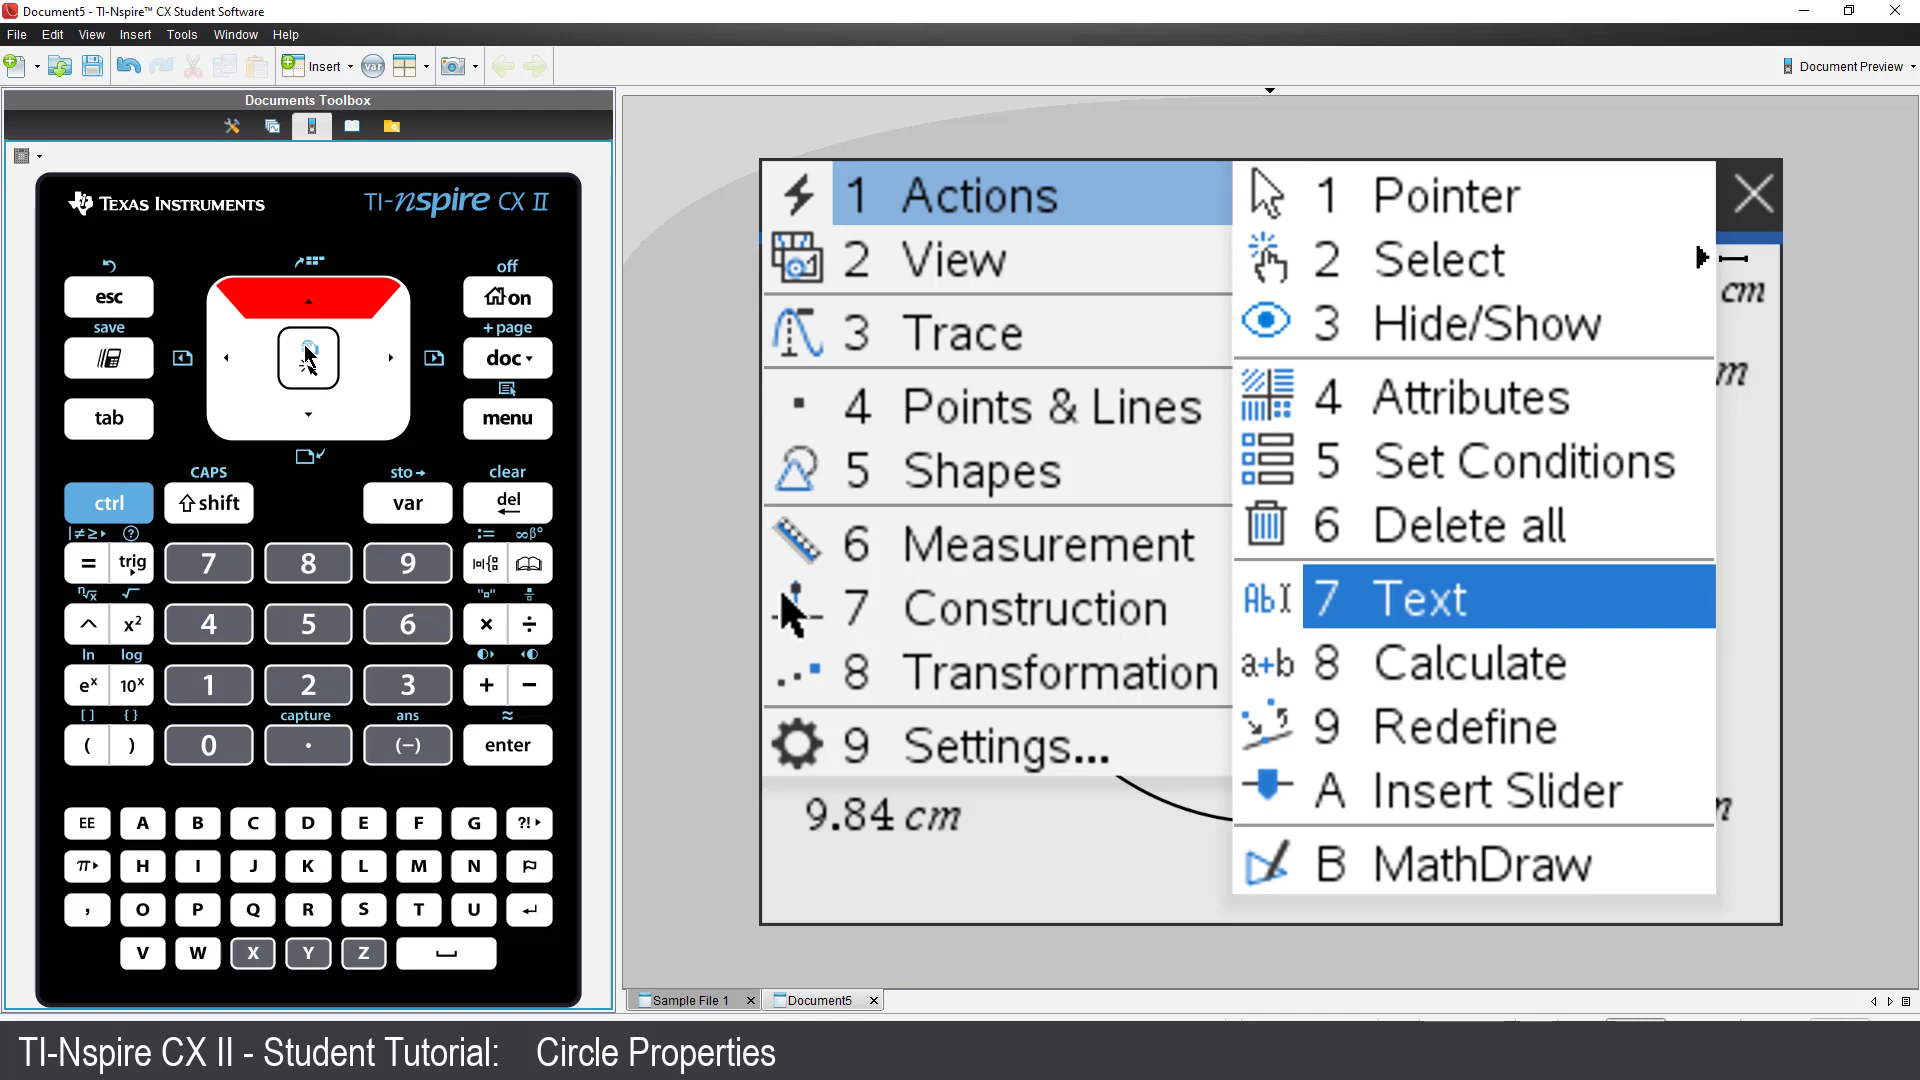 Document5 - TI-Nspire™ CX Student Software
File Edit View Insert Tools Window Help
Insert var Document Preview
Documents Toolbox
TEXAS INSTRUMENTS TI-nspire CX II
off
esc on
save + page
doc
tab menu
CAPS sto→ clear
ctrl shift var del
|≠≥▸ ? := ∞β°
= trig 7 8 9
ⁿ√x √ "▫"
^ x² 4 5 6 × ÷
ln log
eˣ 10ˣ 1 2 3 + −
[ ] { } capture ans ≈
( ) 0 . (−) enter
EE A B C D E F G ?!▸
π▸ H I J K L M N
, O P Q R S T U ↵
V W X Y Z
1 Actions
2 View
3 Trace
4 Points & Lines
5 Shapes
6 Measurement
7 Construction
8 Transformation
9 Settings...
1 Pointer
2 Select
3 Hide/Show
4 Attributes
5 Set Conditions
6 Delete all
AbI 7 Text
a+b 8 Calculate
9 Redefine
A Insert Slider
B MathDraw
cm
9.84 cm
Sample File 1 Document5
TI-Nspire CX II - Student Tutorial: Circle Properties